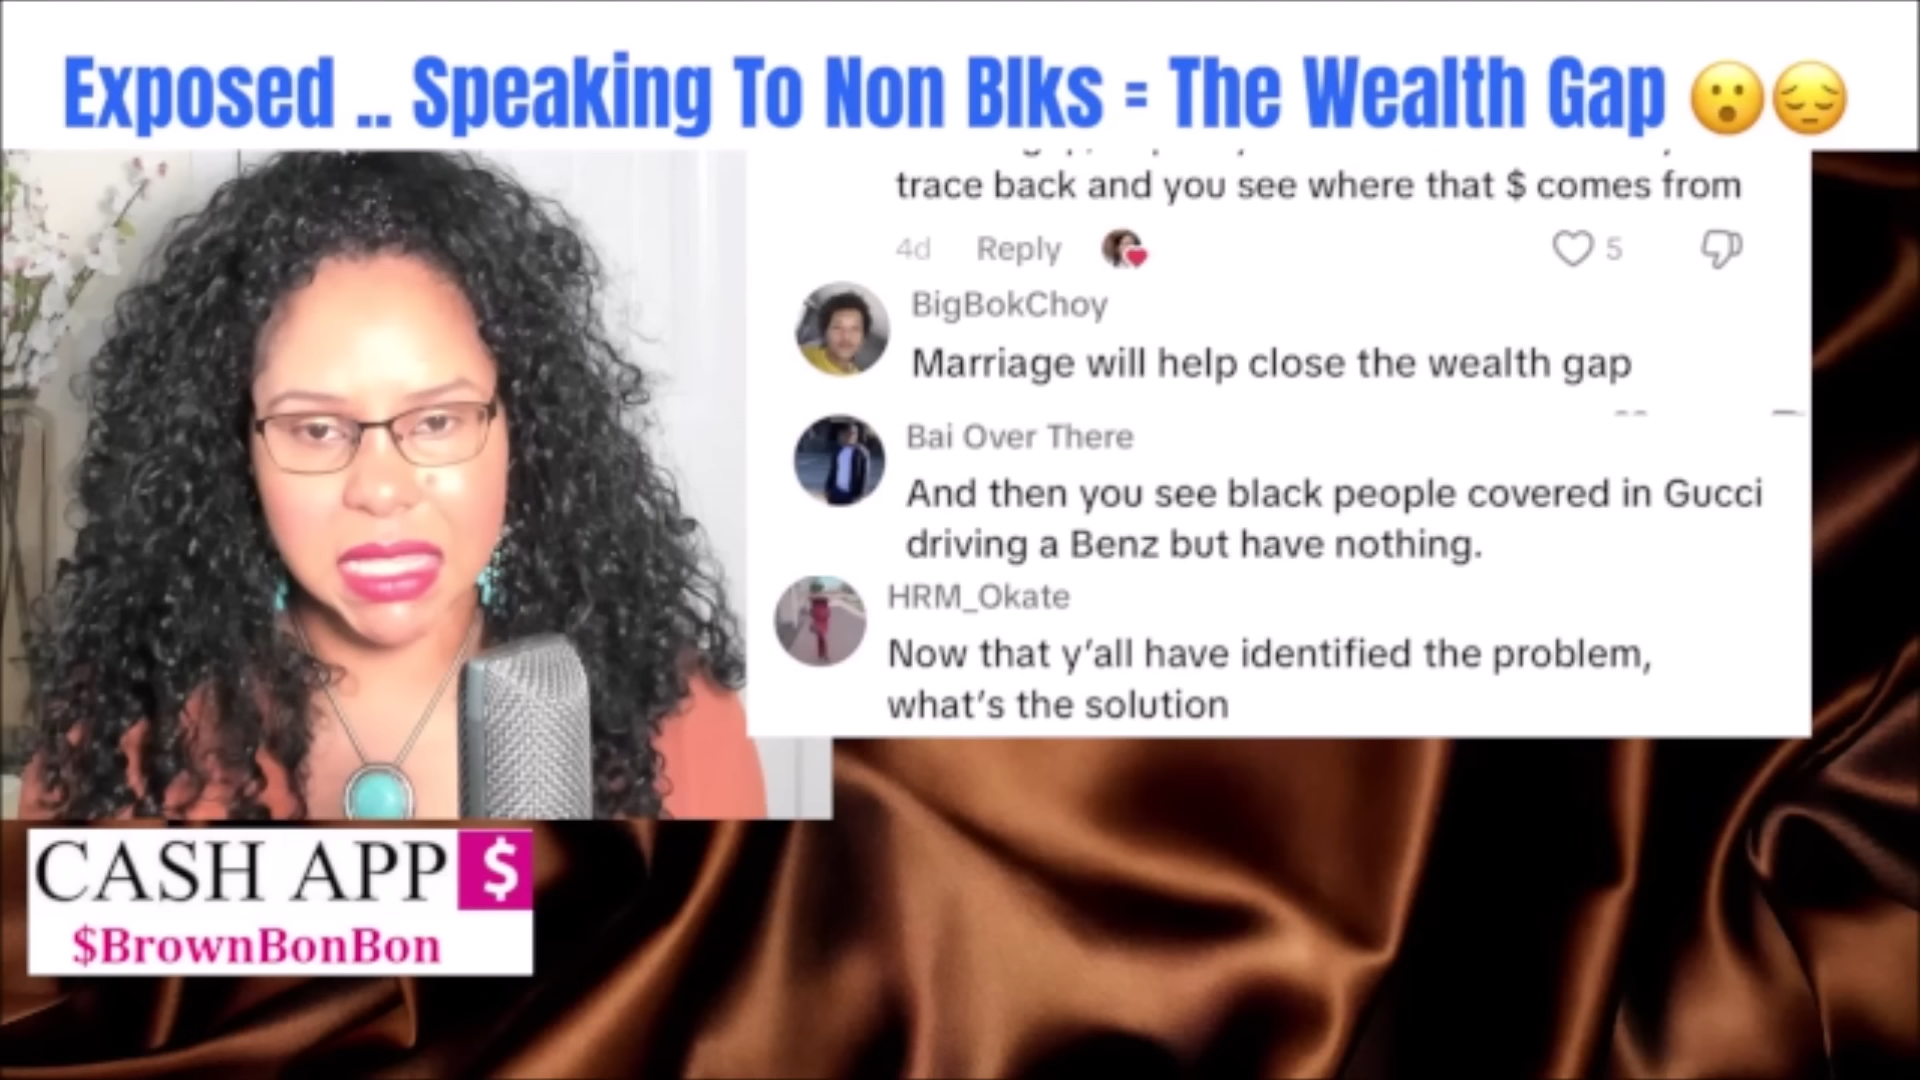 Exposed .. Speaking To Non Blks = The Wealth Gap 😮😔
trace back and you see where that $ comes from
4d Reply 5
BigBokChoy
Marriage will help close the wealth gap
Bai Over There
And then you see black people covered in Gucci
driving a Benz but have nothing.
HRM_Okate
Now that y'all have identified the problem,
what's the solution
CASH APP $
$BrownBonBon